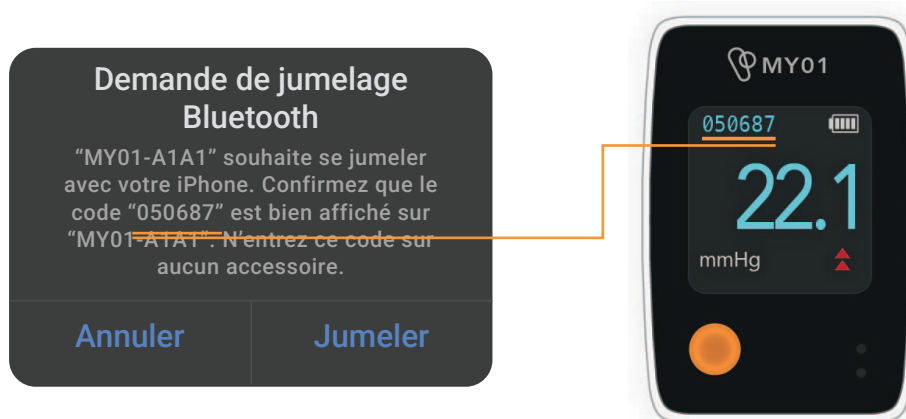 Demande de jumelage
Bluetooth
“MY01-A1A1” souhaite se jumeler
avec votre iPhone. Confirmez que le
code “050687” est bien affiché sur
“MY01-A1A1”. N’entrez ce code sur
aucun accessoire.
Annuler
Jumeler
MY01
050687
22.1
mmHg